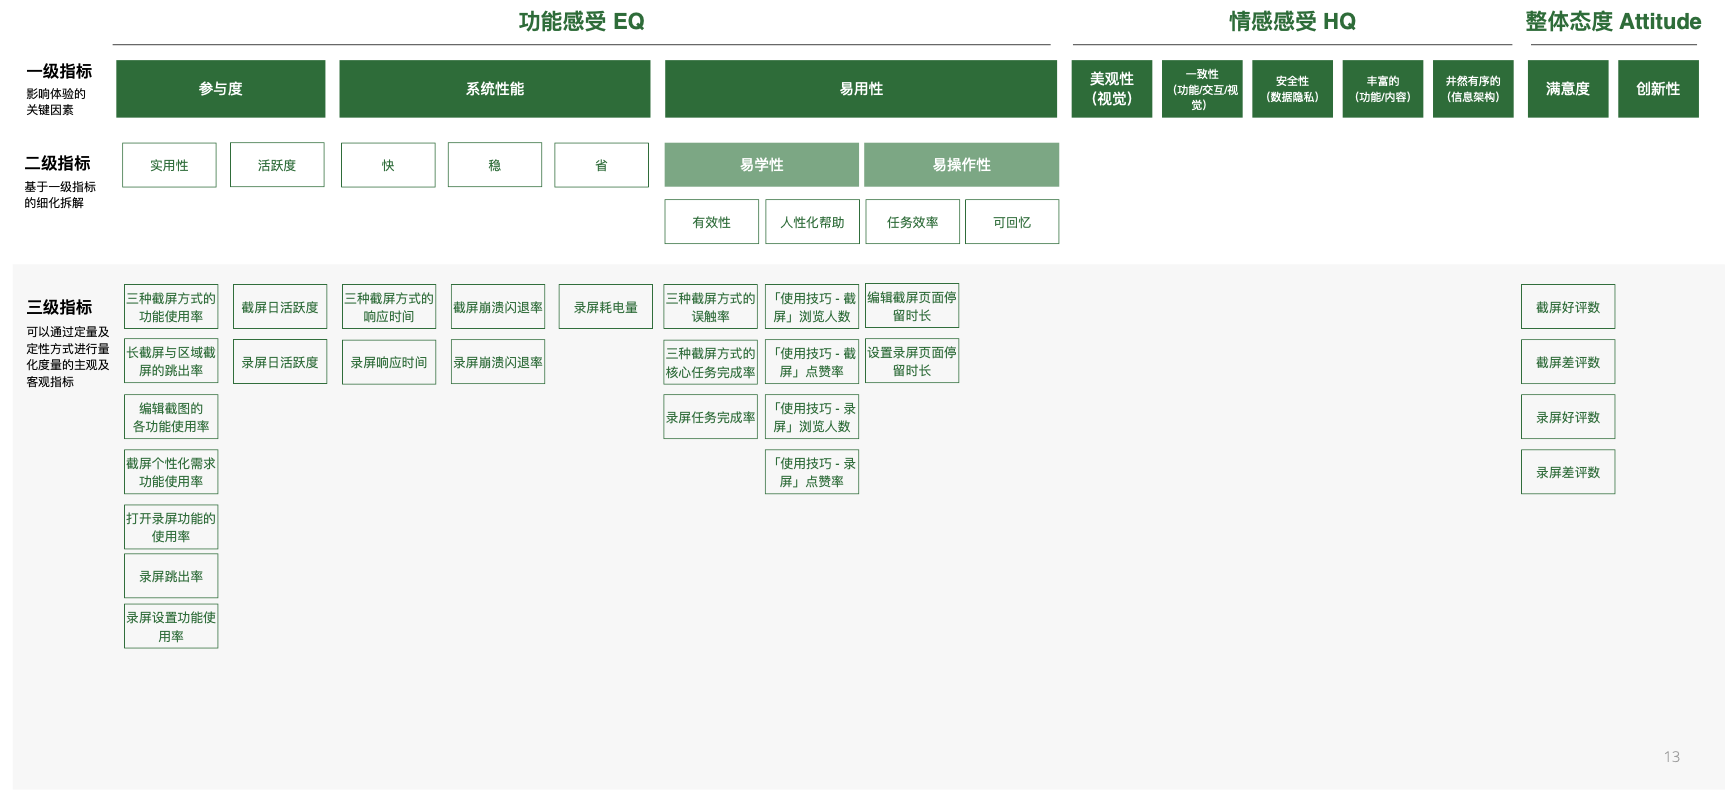 功能感受 EQ
情感感受 HQ
整体态度 Attitude
一级指标
影响体验的
关键因素
参与度
系统性能
易用性
美观性
(视觉)
一致性
(功能/交互/视
觉)
安全性
(数据隐私)
丰富的
(功能/内容)
井然有序的
(信息架构)
满意度
创新性
二级指标
基于一级指标
的细化拆解
实用性
活跃度
快
稳
省
易学性
易操作性
有效性
人性化帮助
任务效率
可回忆
三级指标
可以通过定量及
定性方式进行量
化度量的主观及
客观指标
三种截屏方式的
功能使用率
长截屏与区域截
屏的跳出率
编辑截图的
各功能使用率
截屏个性化需求
功能使用率
打开录屏功能的
使用率
录屏跳出率
录屏设置功能使
用率
截屏日活跃度
录屏日活跃度
三种截屏方式的
响应时间
录屏响应时间
截屏崩溃闪退率
录屏崩溃闪退率
录屏耗电量
三种截屏方式的
误触率
三种截屏方式的
核心任务完成率
录屏任务完成率
「使用技巧 - 截
屏」浏览人数
「使用技巧 - 截
屏」点赞率
「使用技巧 - 录
屏」浏览人数
「使用技巧 - 录
屏」点赞率
编辑截屏页面停
留时长
设置录屏页面停
留时长
截屏好评数
截屏差评数
录屏好评数
录屏差评数
13